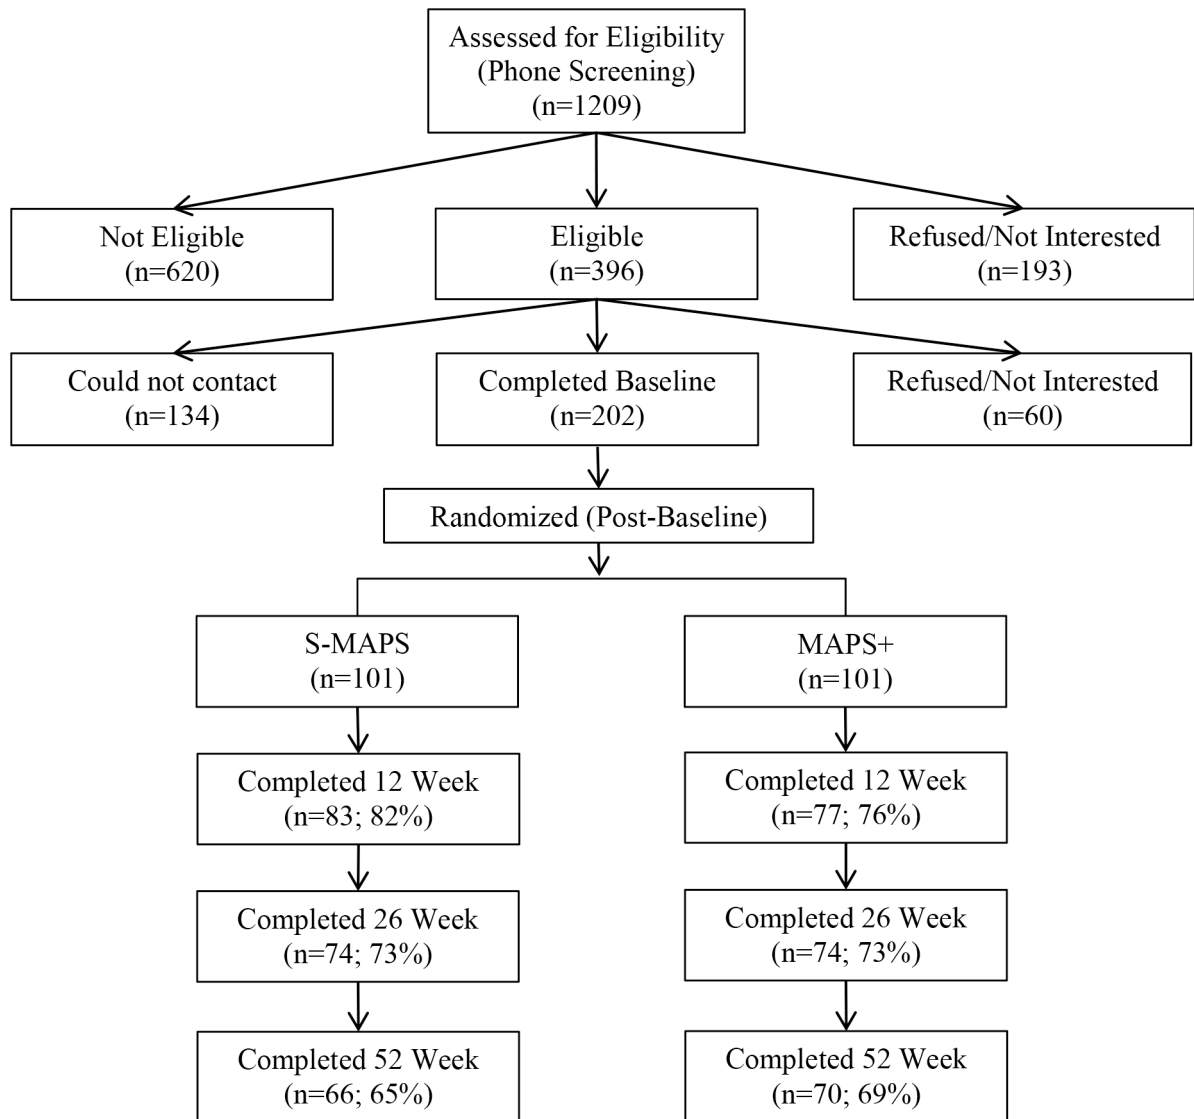 Assessed for Eligibility
(Phone Screening)
(n=1209)
Not Eligible
(n=620)
Eligible
(n=396)
Refused/Not Interested
(n=193)
Could not contact
(n=134)
Completed Baseline
(n=202)
Refused/Not Interested
(n=60)
Randomized (Post-Baseline)
S-MAPS
(n=101)
MAPS+
(n=101)
Completed 12 Week
(n=83; 82%)
Completed 12 Week
(n=77; 76%)
Completed 26 Week
(n=74; 73%)
Completed 26 Week
(n=74; 73%)
Completed 52 Week
(n=66; 65%)
Completed 52 Week
(n=70; 69%)